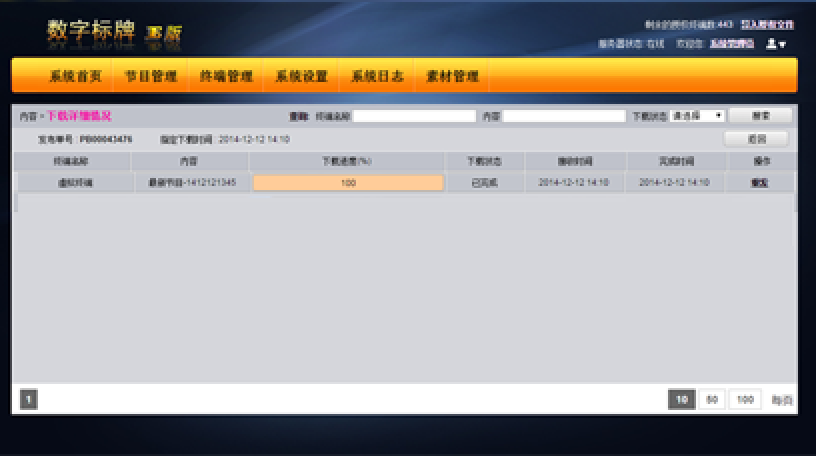 数字标牌
剩余的授权终端数:443 导入授权文件
服务器状态:在线 欢迎您: 系统管理员
系统首页 节目管理 终端管理 系统设置 系统日志 素材管理
内容 - 下载详细情况 查询: 终端名称 内容 下载状态 请选择 搜索
发布单号: PB00043476 指定下载时间: 2014-12-12 14:10 返回
终端名称 内容 下载进度(%) 下载状态 接收时间 完成时间 操作
虚拟终端 最新节目-1412121345 100 已完成 2014-12-12 14:10 2014-12-12 14:10 重发
1 10 50 100 每页